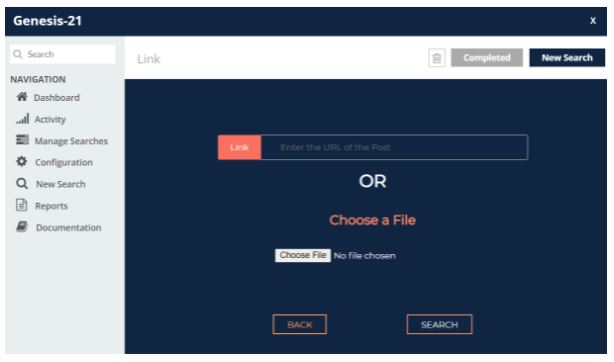 Genesis-21 x
Search
Link Completed New Search
NAVIGATION
Dashboard
Activity
Manage Searches
Configuration
New Search
Reports
Documentation
Link Enter the URL of the Post
OR
Choose a File
Choose File No file chosen
BACK SEARCH